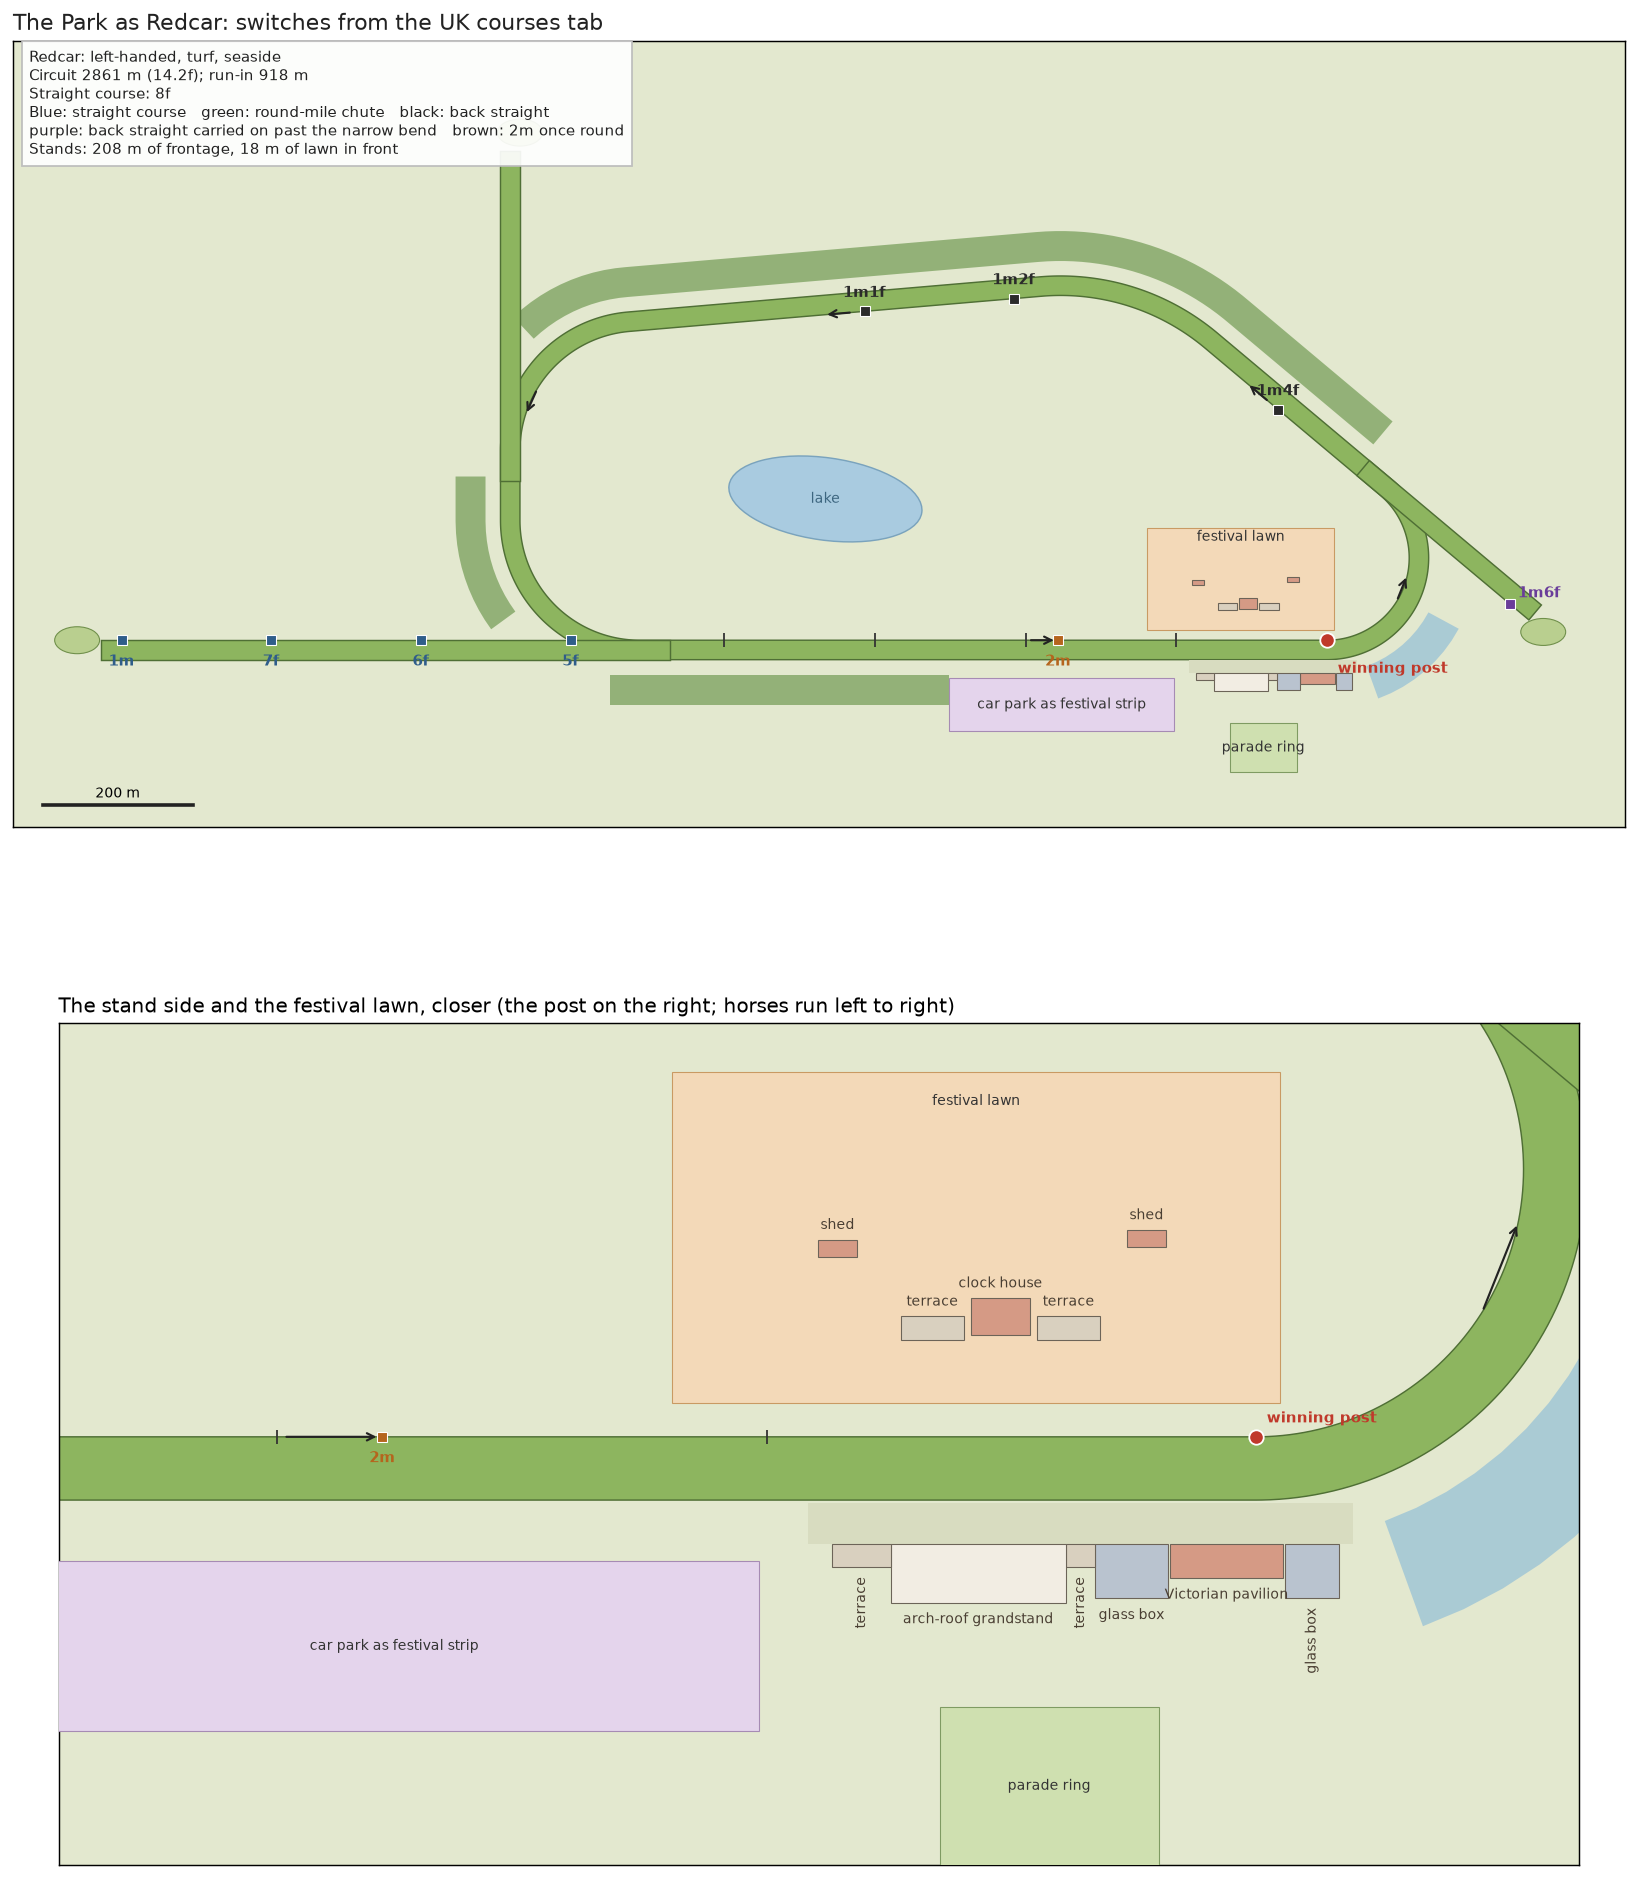 The Park as Redcar: switches from the UK courses tab
Redcar: left-handed, turf, seaside
Circuit 2861 m (14.2f); run-in 918 m
Straight course: 8f
Blue: straight course   green: round-mile chute   black: back straight
purple: back straight carried on past the narrow bend   brown: 2m once round
Stands: 208 m of frontage, 18 m of lawn in front
1m2f
1m1f
1m4f
lake
festival lawn
1m6f
1m
7f
6f
5f
2m
winning post
car park as festival strip
parade ring
200 m
The stand side and the festival lawn, closer (the post on the right; horses run left to right)
festival lawn
shed
shed
clock house
terrace
terrace
winning post
2m
terrace
arch-roof grandstand
terrace
glass box
Victorian pavilion
glass box
car park as festival strip
parade ring